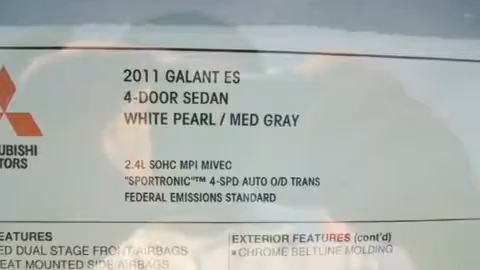 2011 GALANT ES
4-DOOR SEDAN
WHITE PEARL / MED GRAY
UBISHI
TORS
2.4L SOHC MPI MIVEC
"SPORTRONIC"™ 4-SPD AUTO O/D TRANS
FEDERAL EMISSIONS STANDARD
EATURES
ED DUAL STAGE FRONT AIRBAGS
EAT MOUNTED SIDE AIRBAGS
EXTERIOR FEATURES (cont'd)
▪CHROME BELTLINE MOLDING